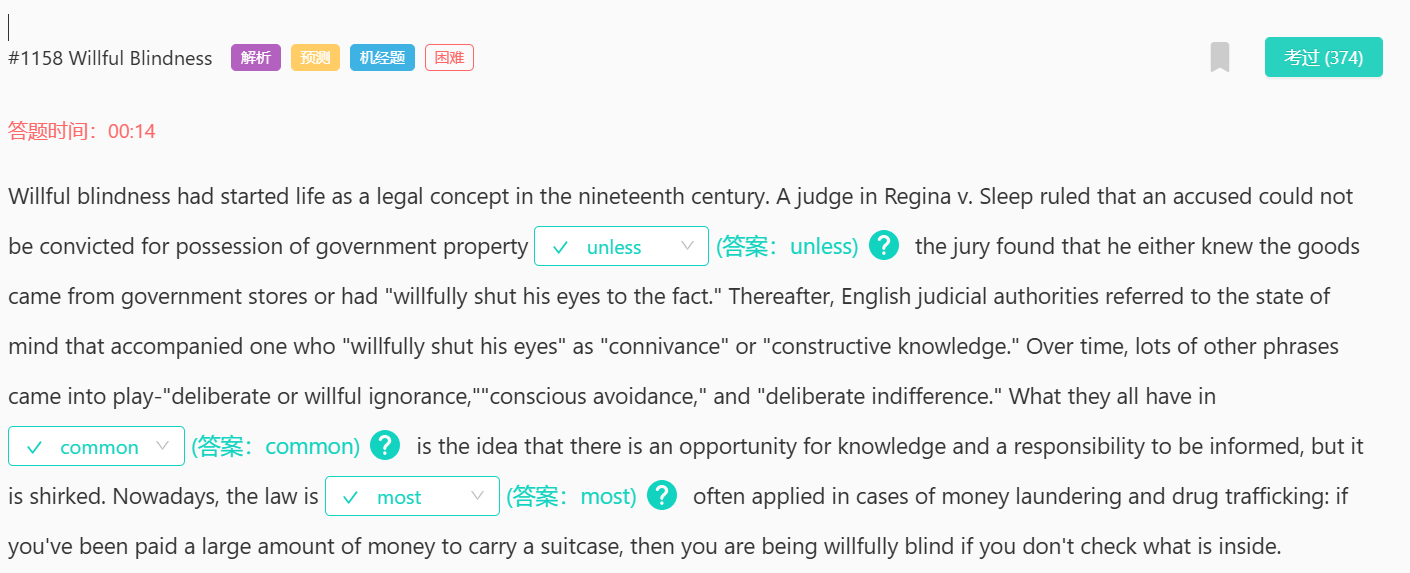 #1158 Willful Blindness 解析 预测 机经题 困难 考过 (374)
答题时间：00:14
Willful blindness had started life as a legal concept in the nineteenth century. A judge in Regina v. Sleep ruled that an accused could not
be convicted for possession of government property unless (答案：unless) ? the jury found that he either knew the goods
came from government stores or had "willfully shut his eyes to the fact." Thereafter, English judicial authorities referred to the state of
mind that accompanied one who "willfully shut his eyes" as "connivance" or "constructive knowledge." Over time, lots of other phrases
came into play-"deliberate or willful ignorance,""conscious avoidance," and "deliberate indifference." What they all have in
common (答案：common) ? is the idea that there is an opportunity for knowledge and a responsibility to be informed, but it
is shirked. Nowadays, the law is most (答案：most) ? often applied in cases of money laundering and drug trafficking: if
you've been paid a large amount of money to carry a suitcase, then you are being willfully blind if you don't check what is inside.